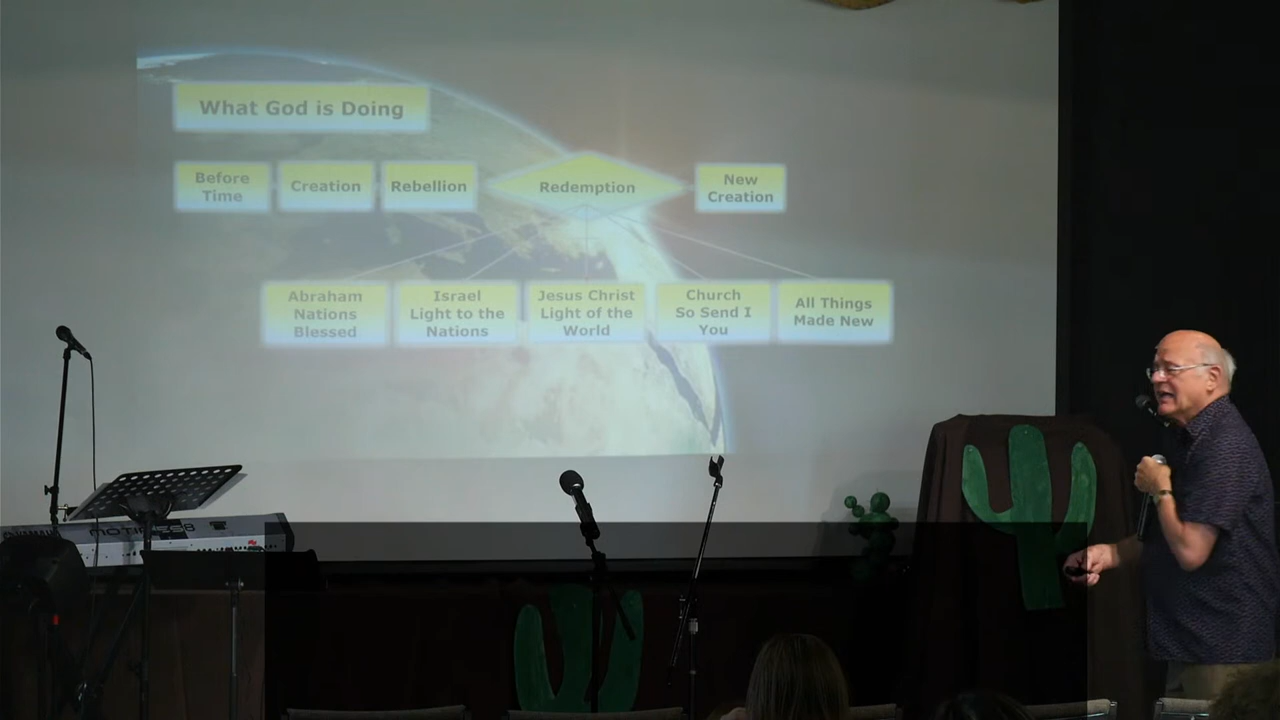 What God is Doing
Before
Time
Creation
Rebellion
Redemption
New
Creation
Abraham
Nations
Blessed
Israel
Light to the
Nations
Jesus Christ
Light of the
World
Church
So Send I
You
All Things
Made New